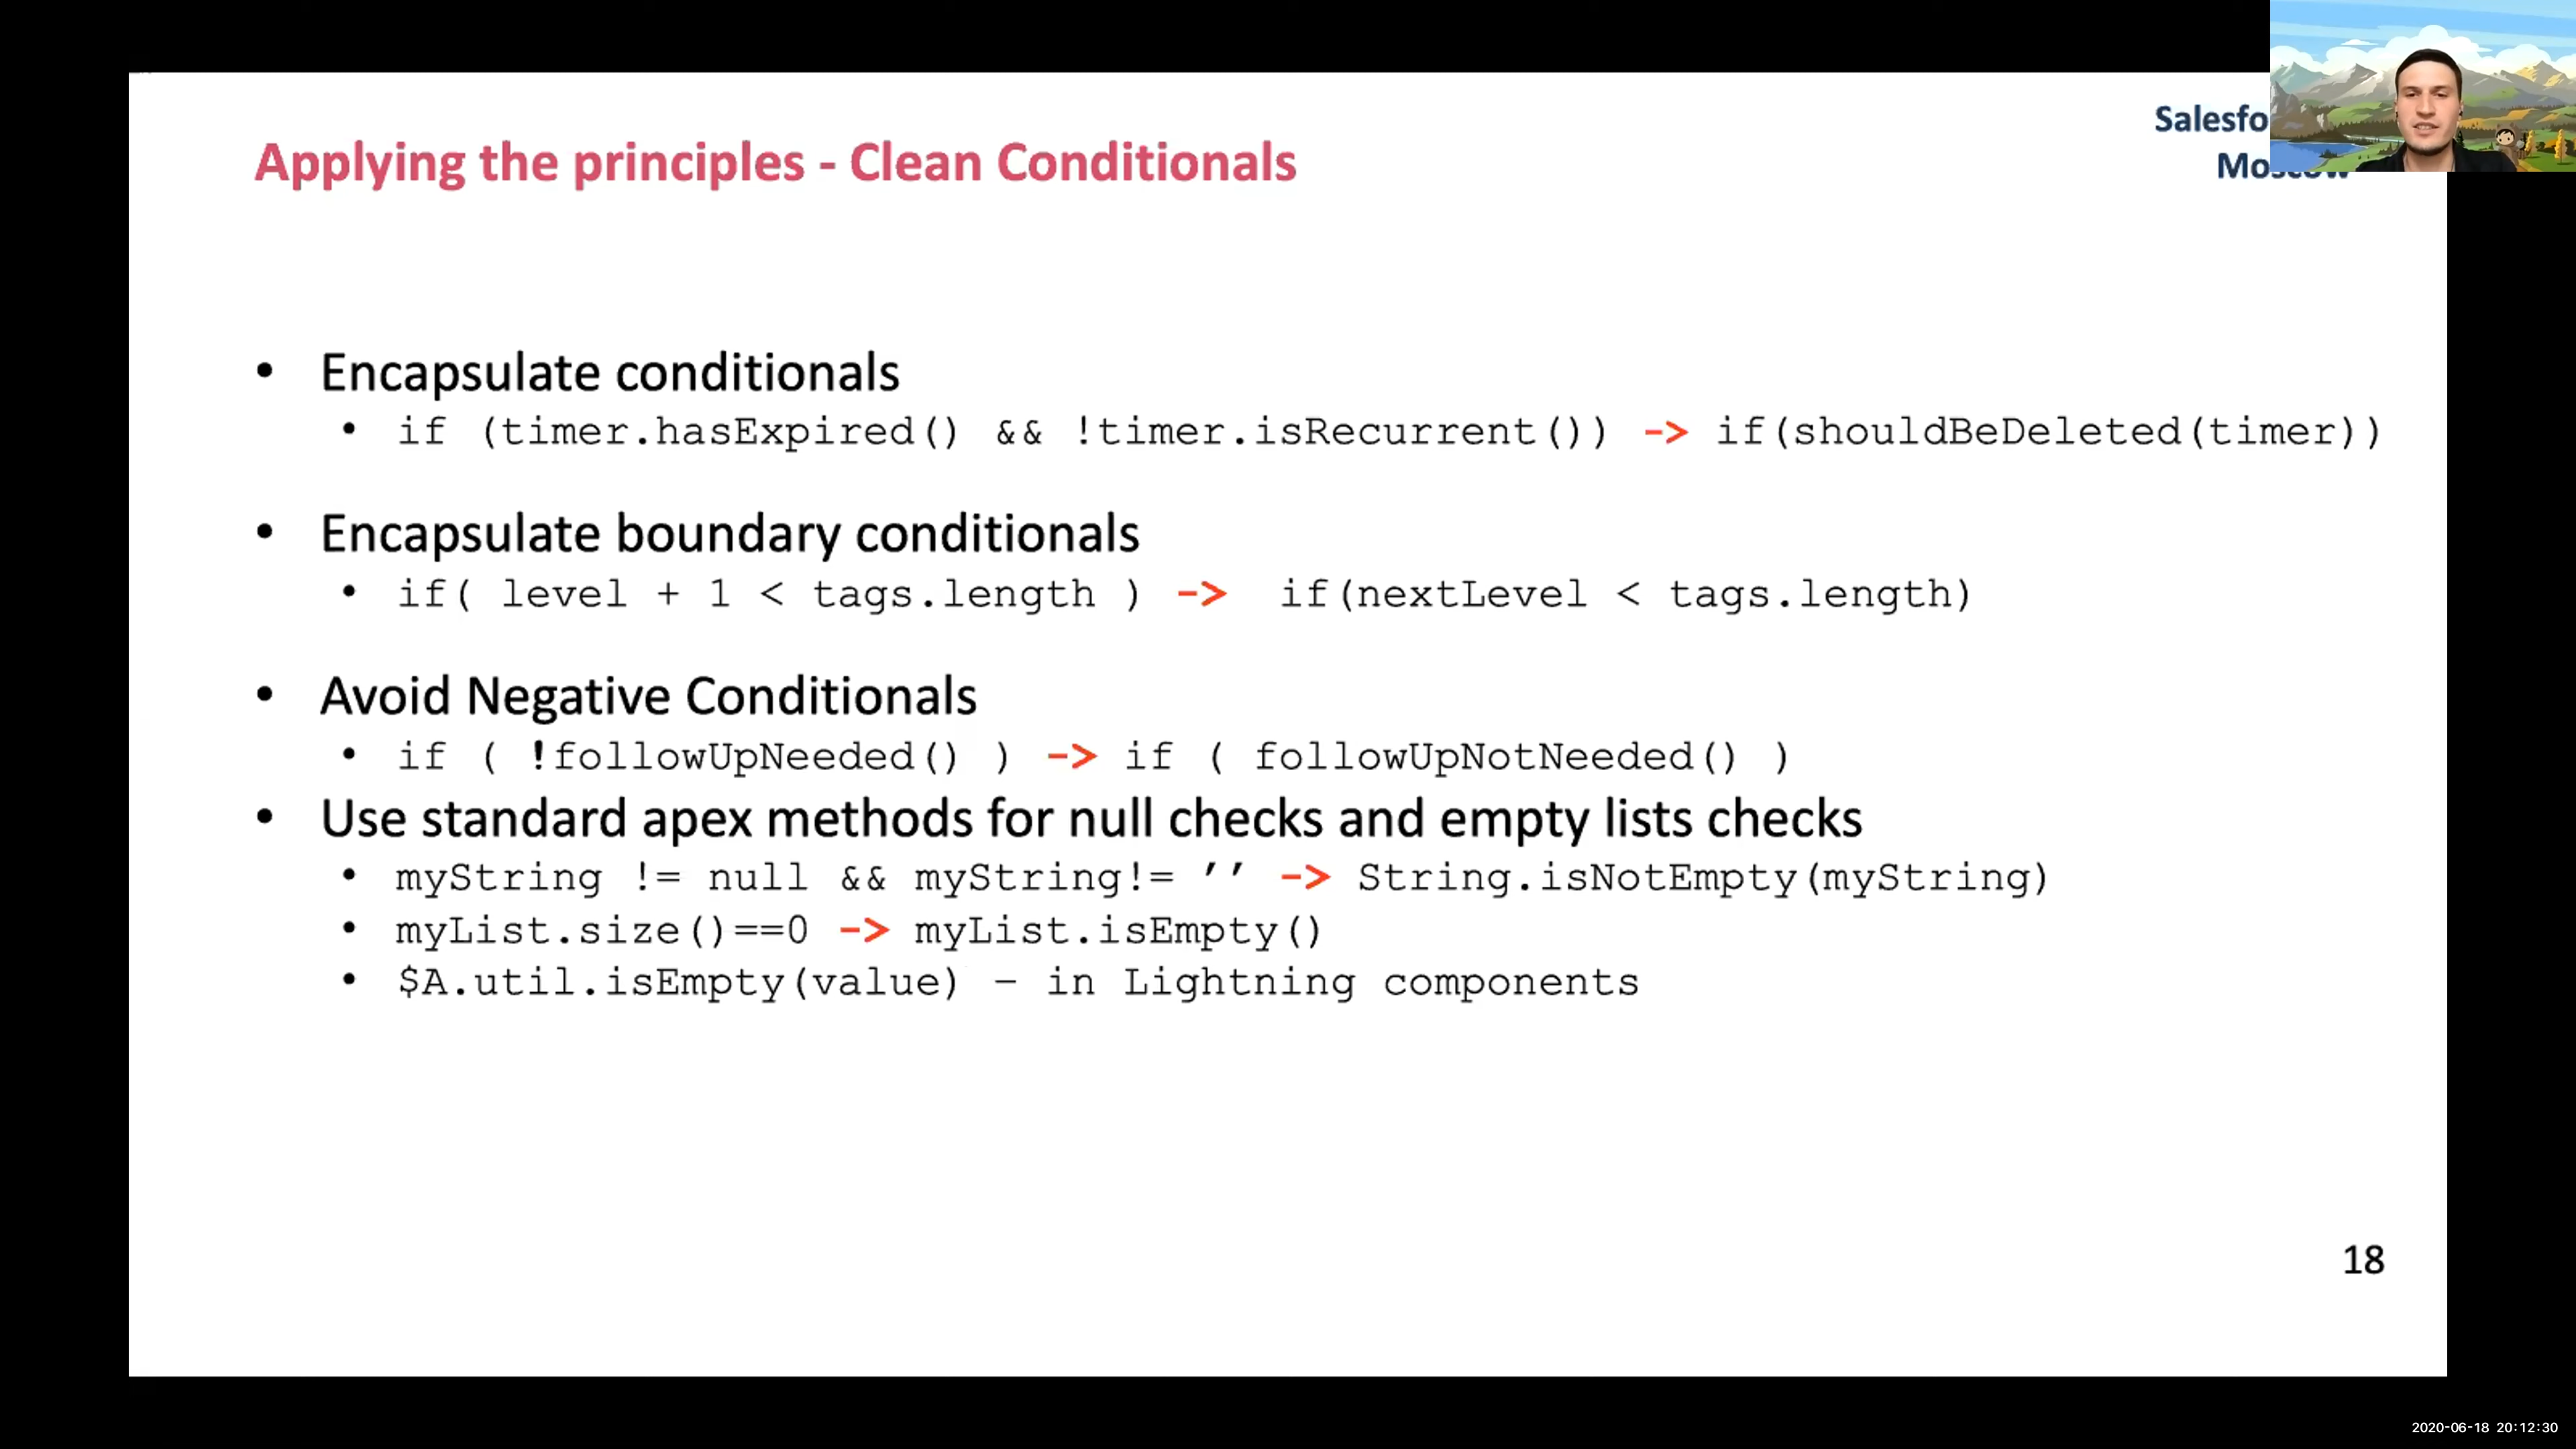 Applying the principles - Clean Conditionals
Moscow
• Encapsulate conditionals
• if (timer.hasExpired() && !timer.isRecurrent()) -> if(shouldBeDeleted(timer))
• Encapsulate boundary conditionals
• if( level + 1 < tags.length ) -> if(nextLevel < tags.length)
• Avoid Negative Conditionals
• if ( !followUpNeeded() ) -> if ( followUpNotNeeded() )
• Use standard apex methods for null checks and empty lists checks
• myString != null && myString!= '' -> String.isNotEmpty(myString)
• myList.size()==0 -> myList.isEmpty()
• $A.util.isEmpty(value) – in Lightning components
18
2020-06-18 20:12:30